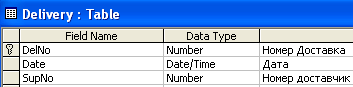 Delivery : Table
Field Name Data Type
DelNo Number Номер Доставка
Date Date/Time Дата
SupNo Number Номер доставчик